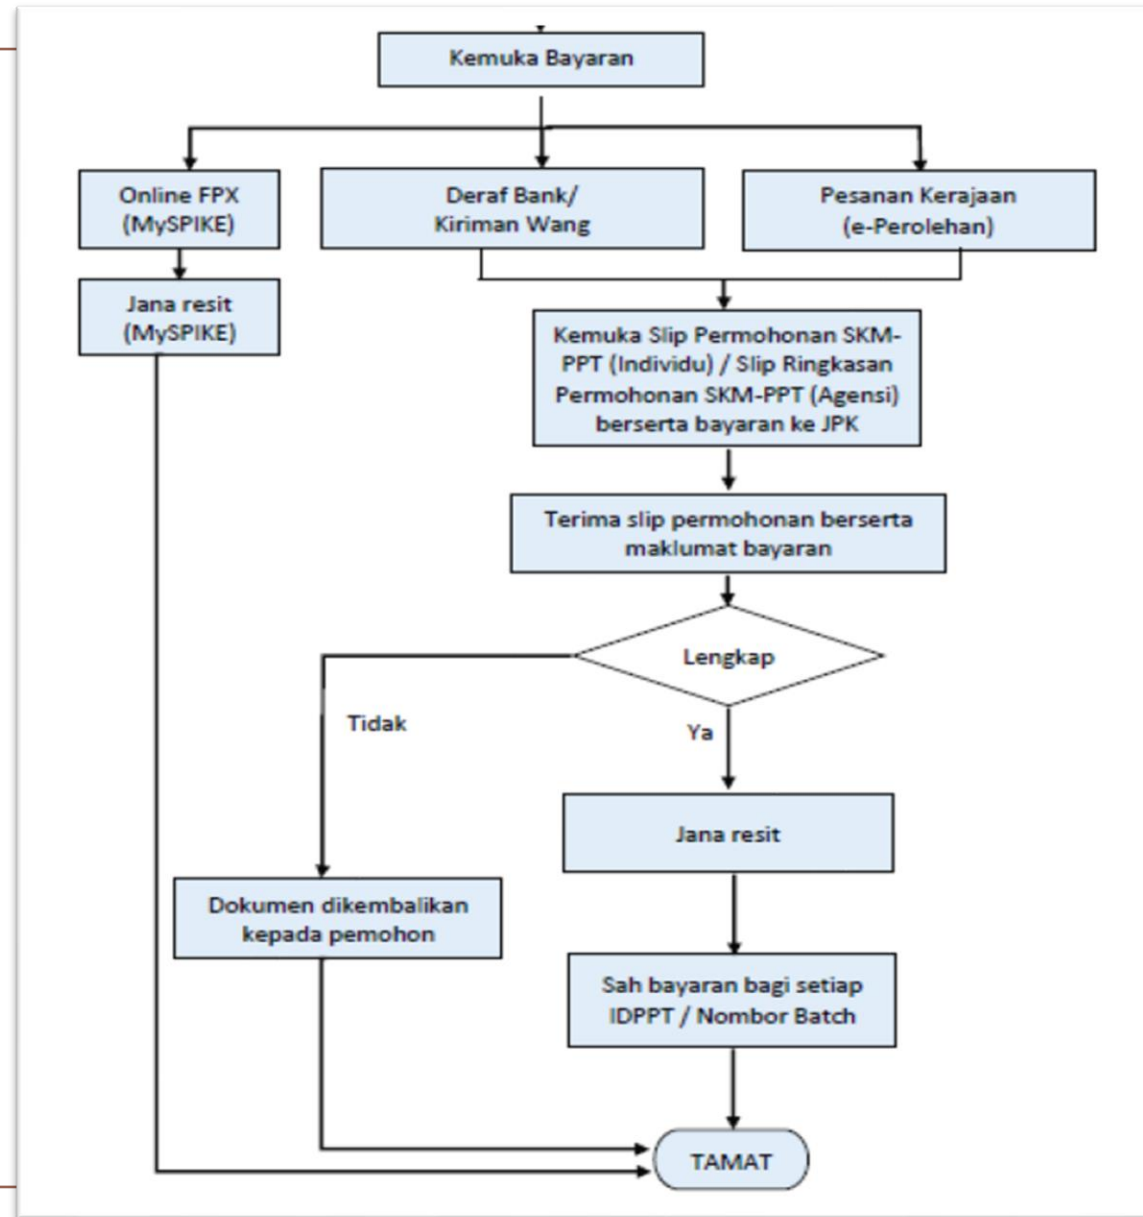 Kemuka Bayaran
Online FPX
(MySPIKE)
Deraf Bank/
Kiriman Wang
Pesanan Kerajaan
(e-Perolehan)
Jana resit
(MySPIKE)
Kemuka Slip Permohonan SKM-
PPT (Individu) / Slip Ringkasan
Permohonan SKM-PPT (Agensi)
berserta bayaran ke JPK
Terima slip permohonan berserta
maklumat bayaran
Lengkap
Tidak
Ya
Jana resit
Dokumen dikembalikan
kepada pemohon
Sah bayaran bagi setiap
IDPPT / Nombor Batch
TAMAT